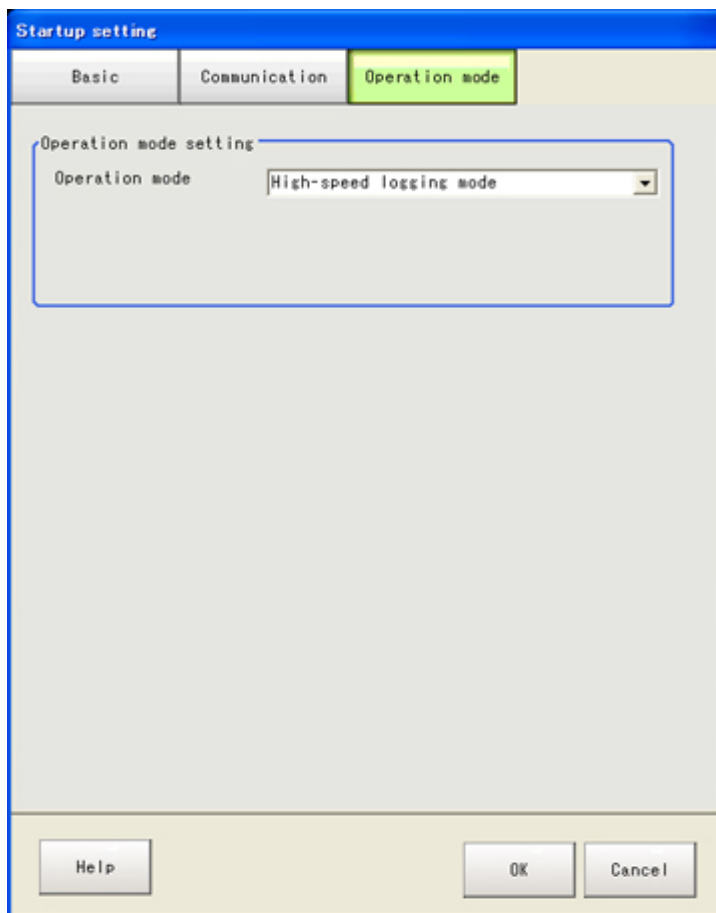 Startup setting
Basic Communication Operation mode
Operation mode setting
Operation mode High-speed logging mode
Help OK Cancel